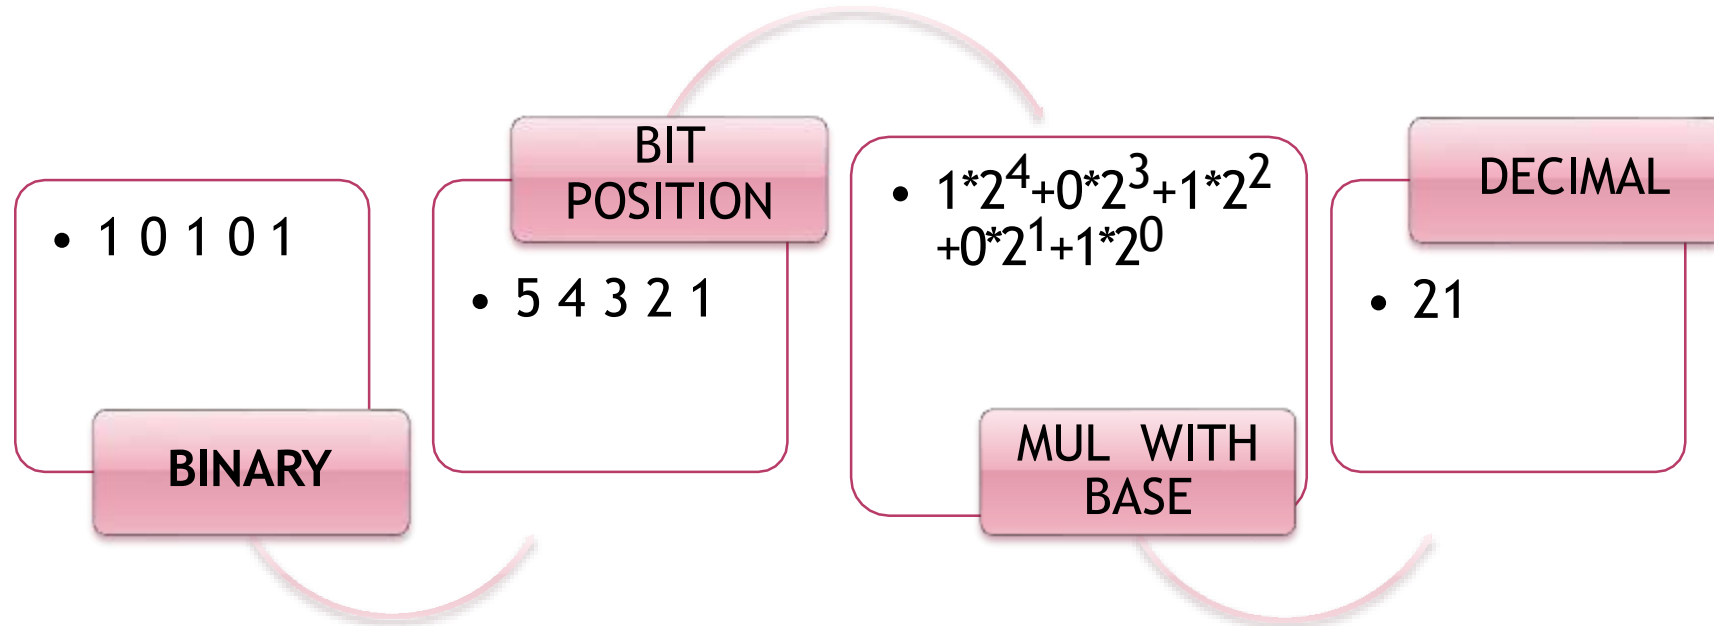 • 1 0 1 0 1
BINARY
BIT
POSITION
• 5 4 3 2 1
• 1*2⁴+0*2³+1*2²
+0*2¹+1*2⁰
MUL WITH
BASE
DECIMAL
• 21